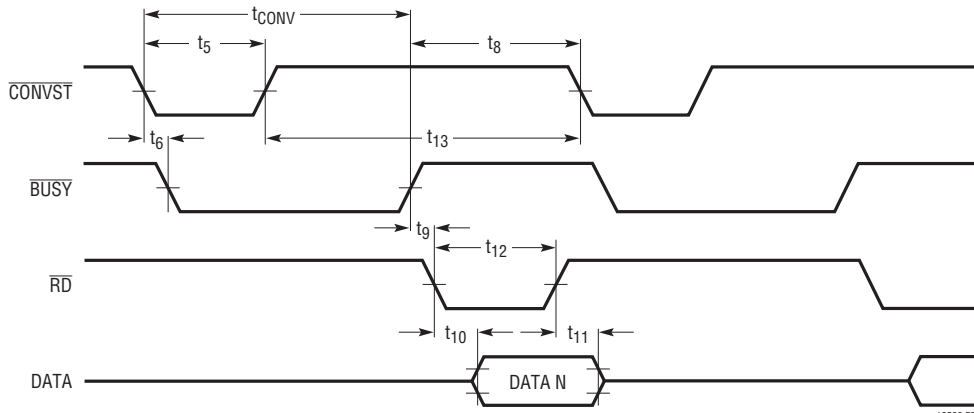 tCONV
t5
t8
CONVST
t6
t13
BUSY
t9
t12
RD
t10
t11
DATA
DATA N